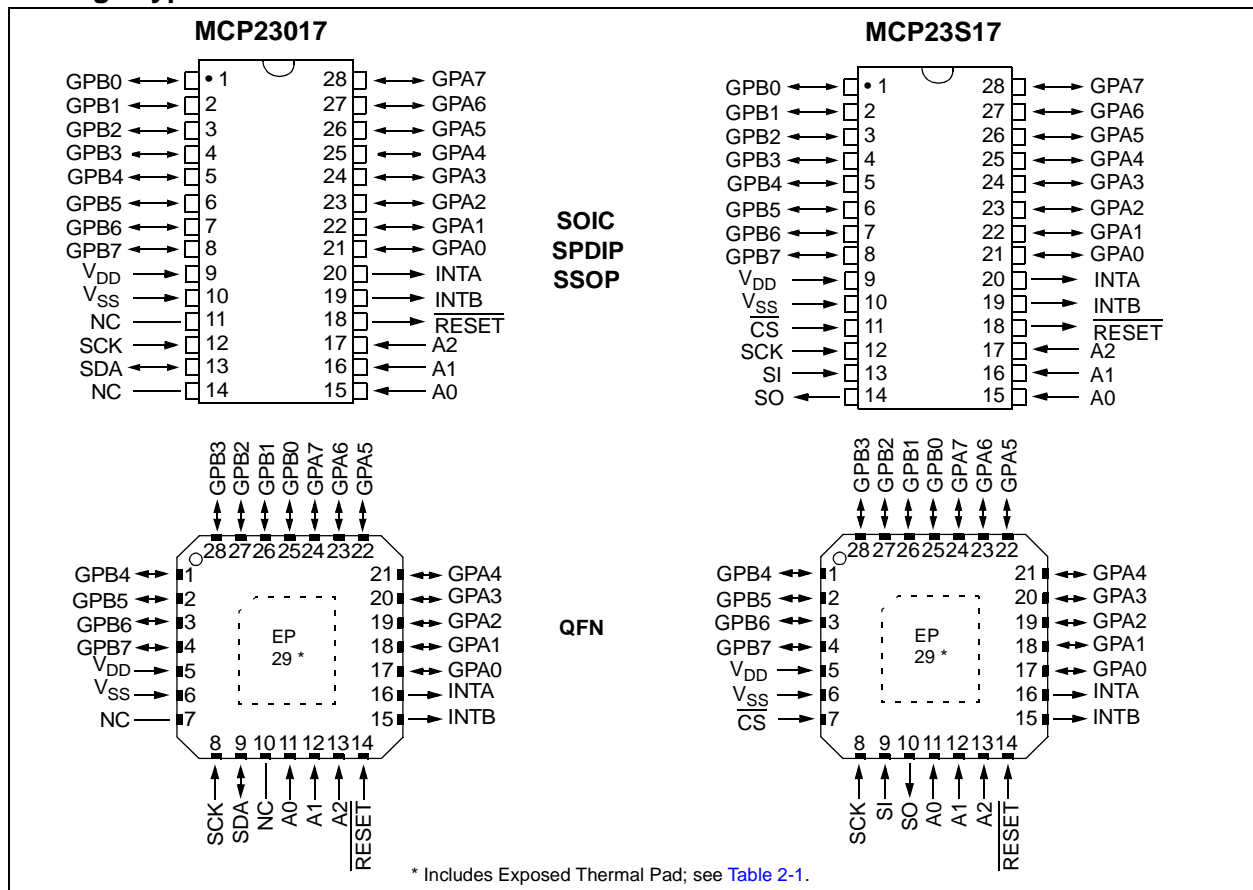 MCP23017
GPB0 • 1 28 GPA7
GPB1 2 27 GPA6
GPB2 3 26 GPA5
GPB3 4 25 GPA4
GPB4 5 24 GPA3
GPB5 6 23 GPA2
GPB6 7 22 GPA1
GPB7 8 21 GPA0
VDD 9 20 INTA
VSS 10 19 INTB
NC 11 18 RESET
SCK 12 17 A2
SDA 13 16 A1
NC 14 15 A0
SOIC
SPDIP
SSOP
MCP23S17
GPB0 • 1 28 GPA7
GPB1 2 27 GPA6
GPB2 3 26 GPA5
GPB3 4 25 GPA4
GPB4 5 24 GPA3
GPB5 6 23 GPA2
GPB6 7 22 GPA1
GPB7 8 21 GPA0
VDD 9 20 INTA
VSS 10 19 INTB
CS 11 18 RESET
SCK 12 17 A2
SI 13 16 A1
SO 14 15 A0
GPB3 GPB2 GPB1 GPB0 GPA7 GPA6 GPA5
28 27 26 25 24 23 22
GPB4 1 21 GPA4
GPB5 2 20 GPA3
GPB6 3 19 GPA2
GPB7 4 EP 18 GPA1
VDD 5 29 * 17 GPA0
VSS 6 16 INTA
NC 7 15 INTB
8 9 10 11 12 13 14
SCK SDA NC A0 A1 A2 RESET
QFN
GPB3 GPB2 GPB1 GPB0 GPA7 GPA6 GPA5
28 27 26 25 24 23 22
GPB4 1 21 GPA4
GPB5 2 20 GPA3
GPB6 3 19 GPA2
GPB7 4 EP 18 GPA1
VDD 5 29 * 17 GPA0
VSS 6 16 INTA
CS 7 15 INTB
8 9 10 11 12 13 14
SCK SI SO A0 A1 A2 RESET
* Includes Exposed Thermal Pad; see Table 2-1.